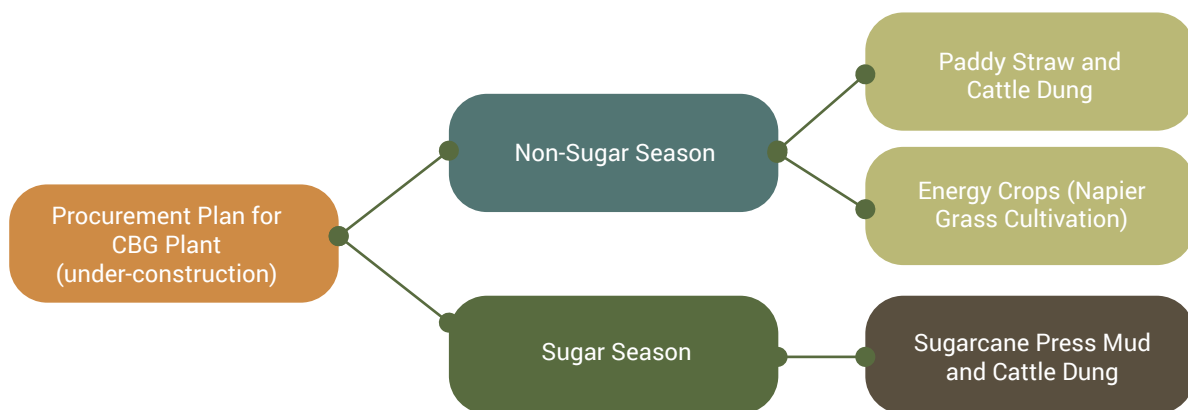 Procurement Plan for
CBG Plant
(under-construction)
Non-Sugar Season
Sugar Season
Paddy Straw and
Cattle Dung
Energy Crops (Napier
Grass Cultivation)
Sugarcane Press Mud
and Cattle Dung